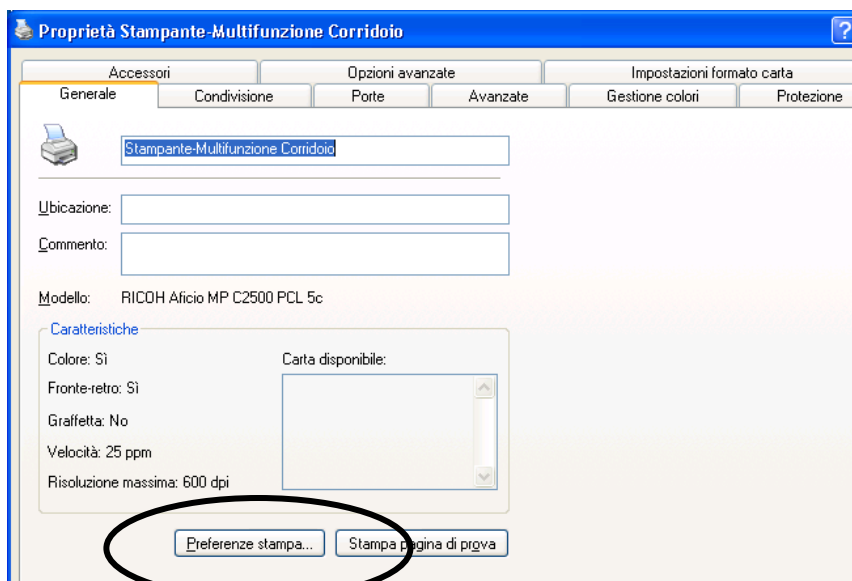 Proprietà Stampante-Multifunzione Corridoio
?
Accessori Opzioni avanzate Impostazioni formato carta
Generale Condivisione Porte Avanzate Gestione colori Protezione
Stampante-Multifunzione Corridoio
Ubicazione:
Commento:
Modello: RICOH Aficio MP C2500 PCL 5c
Caratteristiche
Colore: Sì Carta disponibile:
Fronte-retro: Sì
Graffetta: No
Velocità: 25 ppm
Risoluzione massima: 600 dpi
Preferenze stampa... Stampa pagina di prova